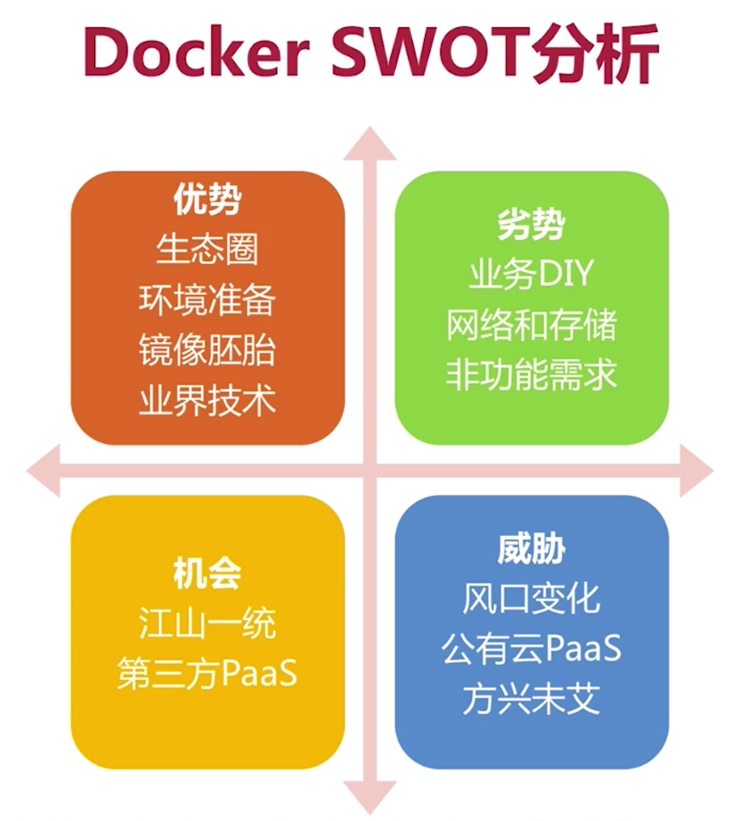 Docker SWOT分析
优势
生态圈
环境准备
镜像胚胎
业界技术
劣势
业务DIY
网络和存储
非功能需求
机会
江山一统
第三方PaaS
威胁
风口变化
公有云PaaS
方兴未艾